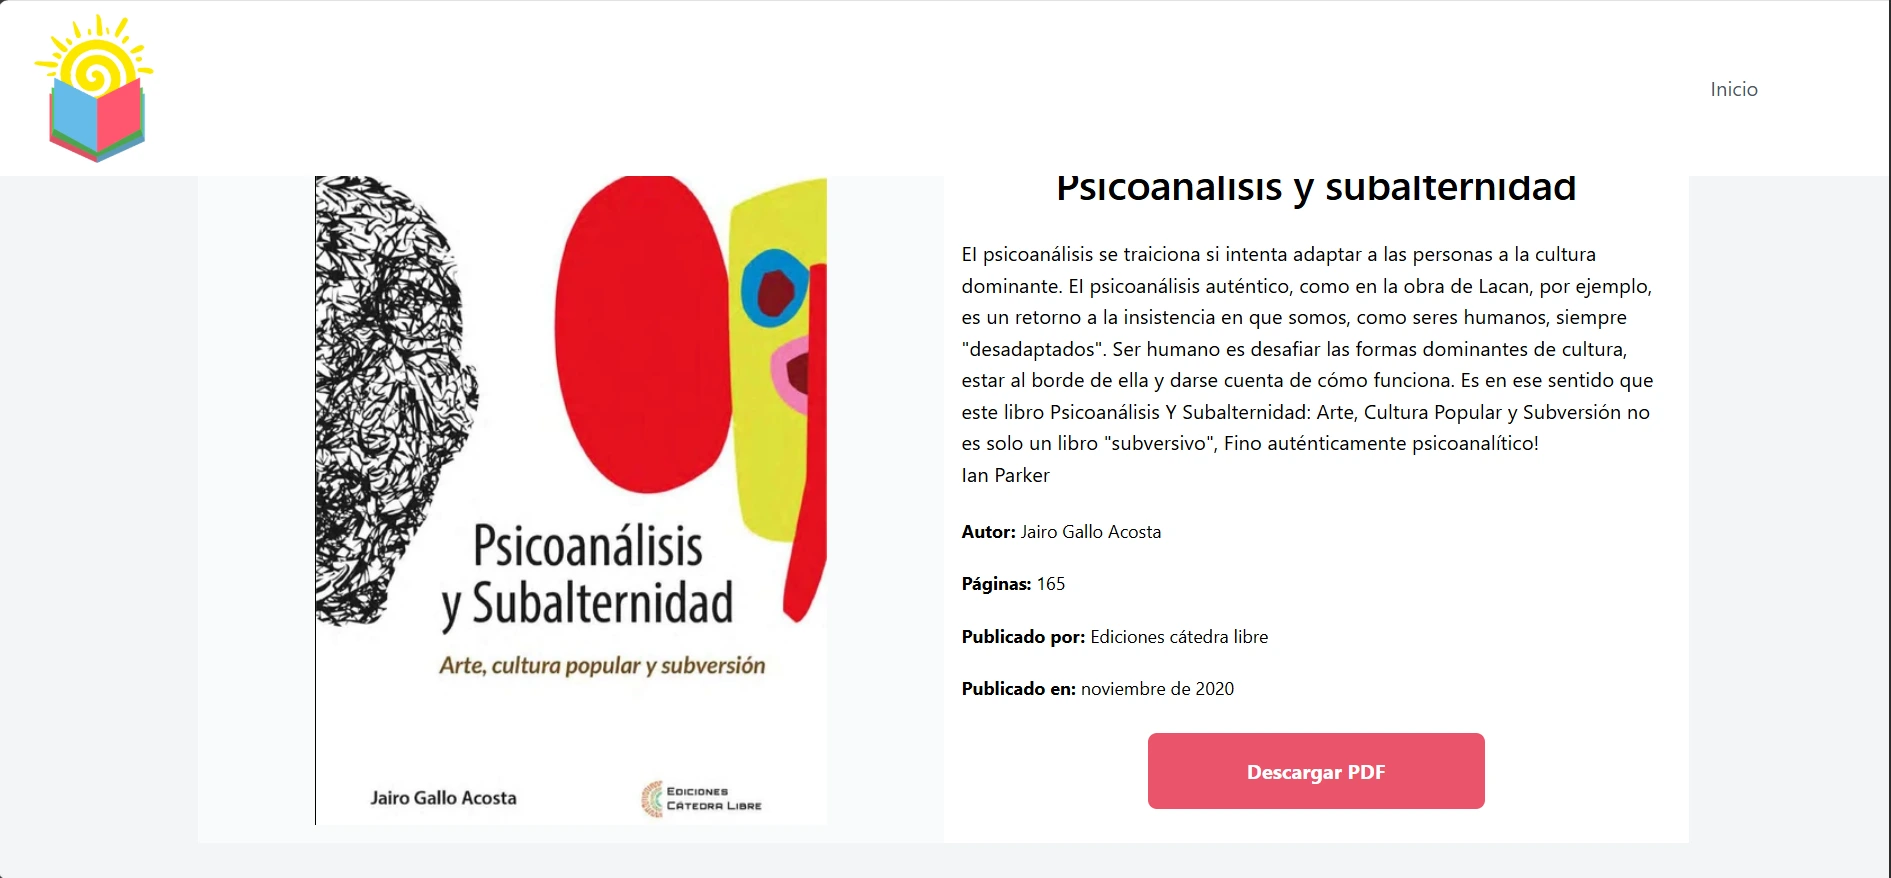 Inicio
Psicoanálisis y subalternidad
EI psicoanálisis se traiciona si intenta adaptar a las personas a la cultura
dominante. EI psicoanálisis auténtico, como en la obra de Lacan, por ejemplo,
es un retorno a la insistencia en que somos, como seres humanos, siempre
"desadaptados". Ser humano es desafiar las formas dominantes de cultura,
estar al borde de ella y darse cuenta de cómo funciona. Es en ese sentido que
este libro Psicoanálisis Y Subalternidad: Arte, Cultura Popular y Subversión no
es solo un libro "subversivo", Fino auténticamente psicoanalítico!
Ian Parker
Autor: Jairo Gallo Acosta
Páginas: 165
Publicado por: Ediciones cátedra libre
Publicado en: noviembre de 2020
Descargar PDF
Psicoanálisis
y Subalternidad
Arte, cultura popular y subversión
Jairo Gallo Acosta
Ediciones
Cátedra Libre